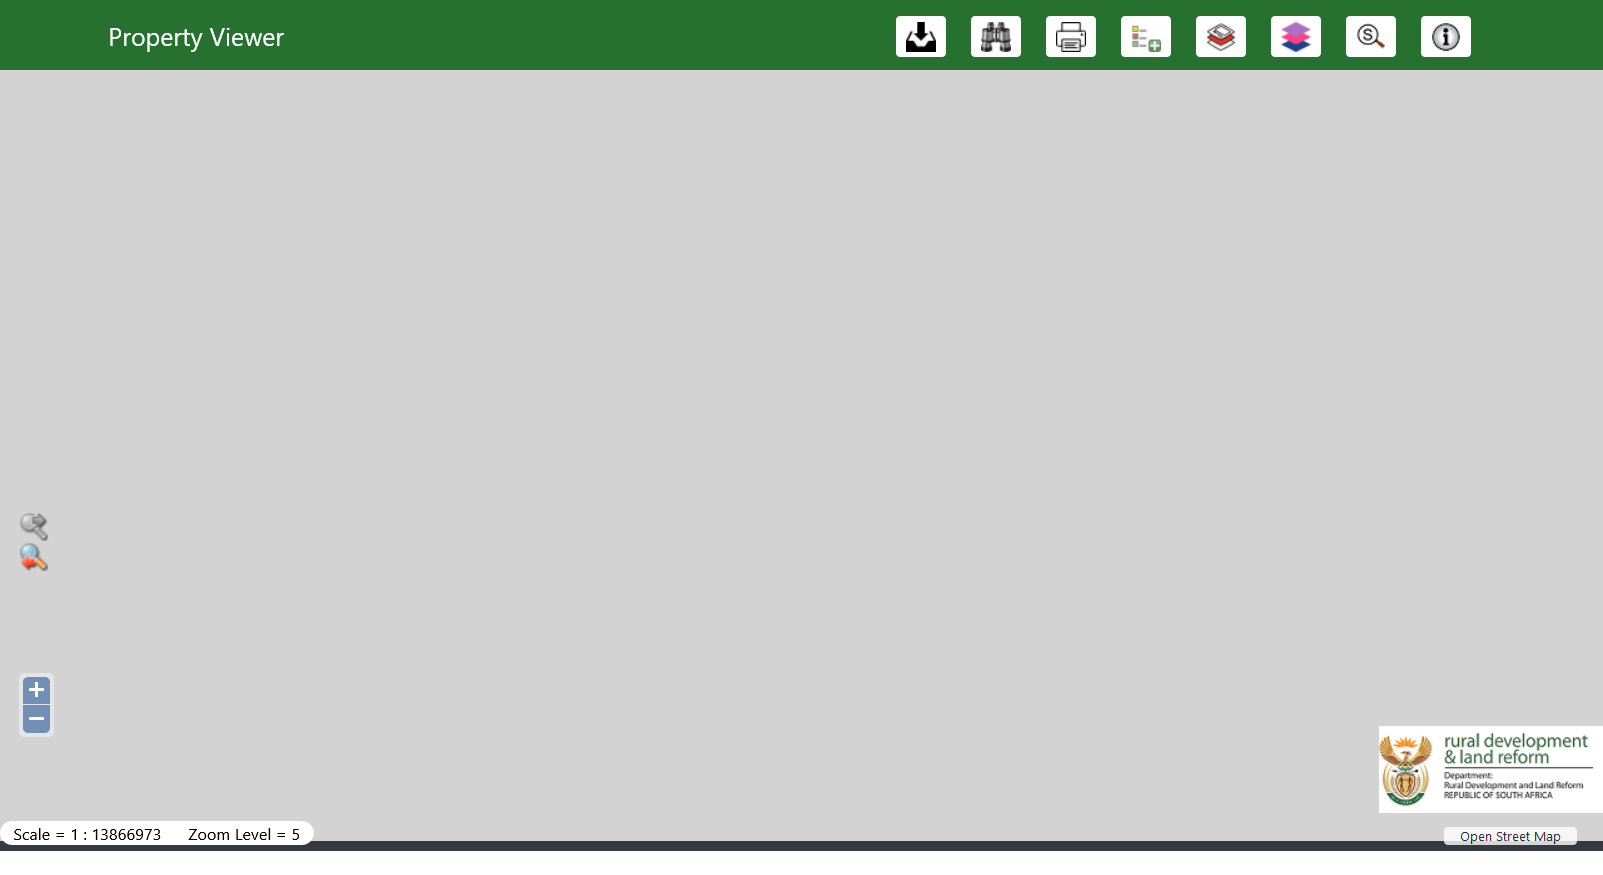 Property Viewer
S
i
+
−
rural development
& land reform
Department:
Rural Development and Land Reform
REPUBLIC OF SOUTH AFRICA
Scale = 1 : 13866973 Zoom Level = 5
Open Street Map